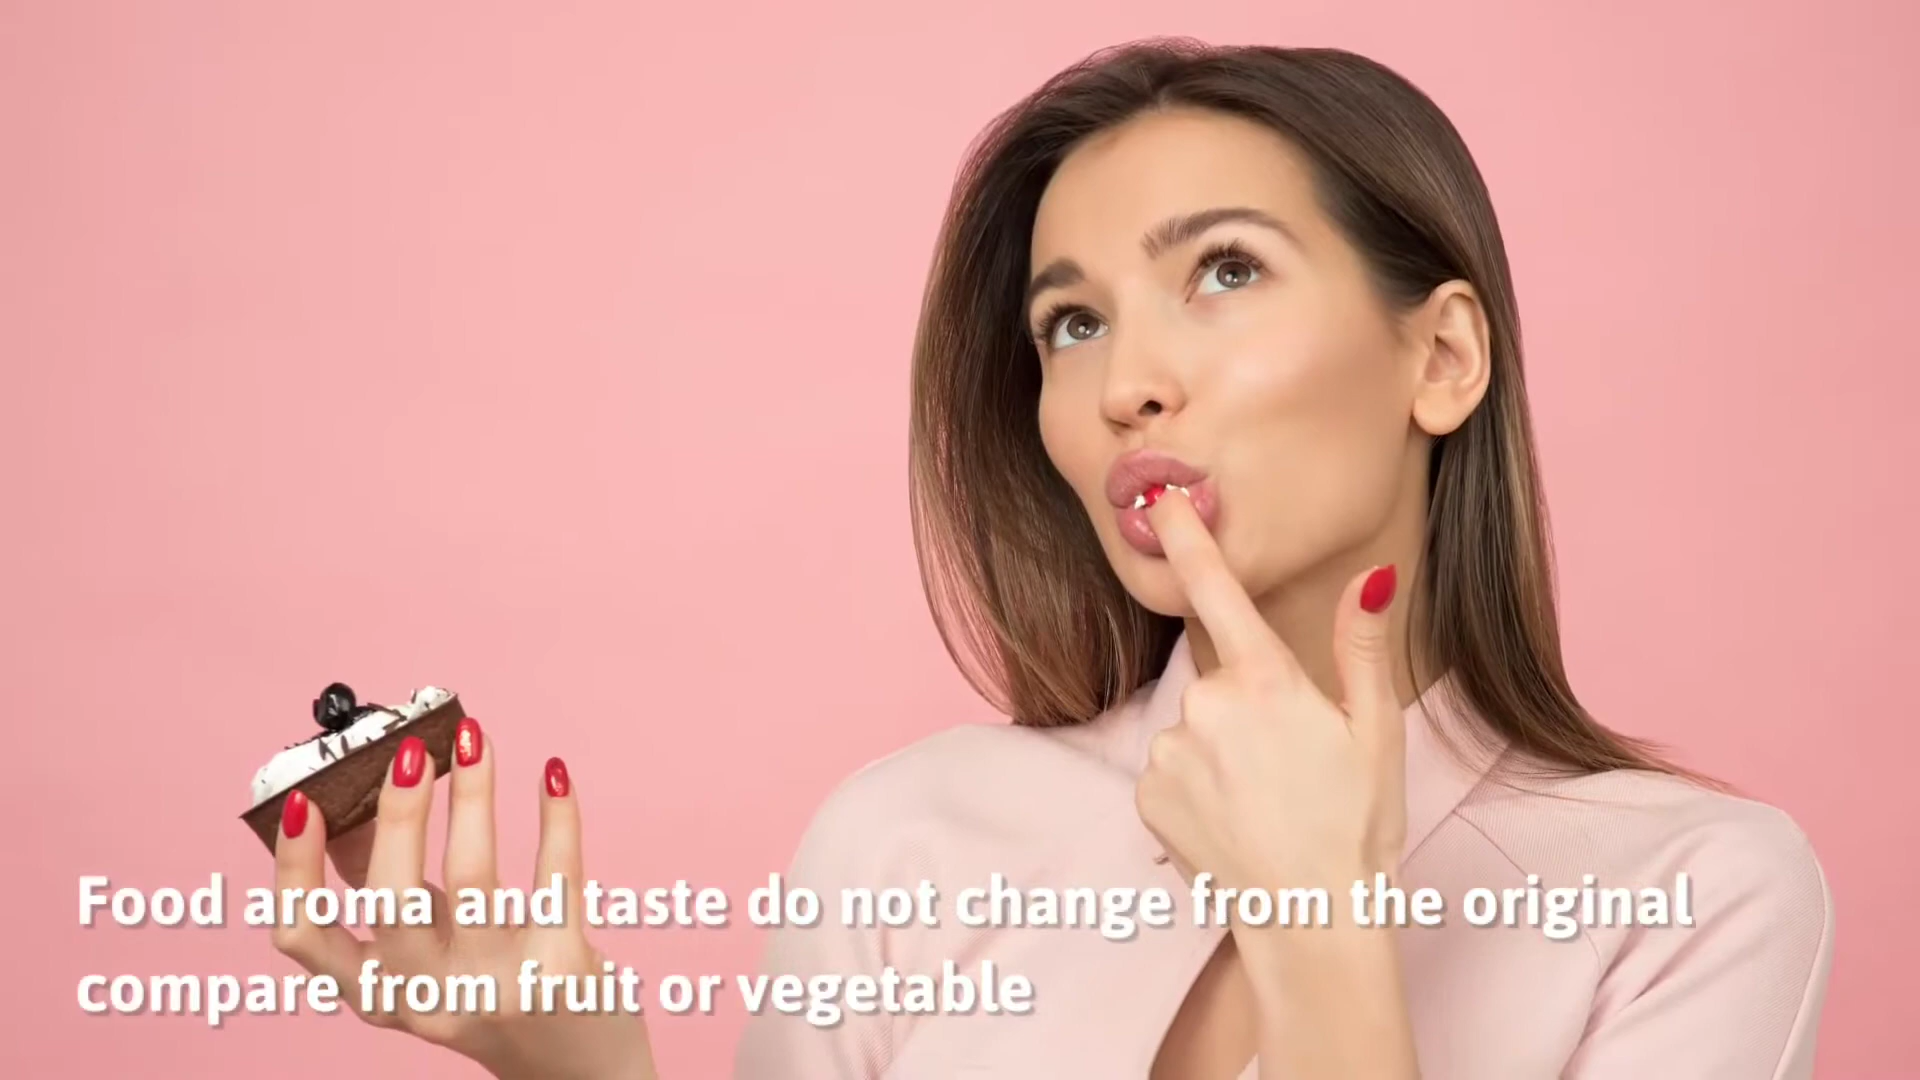 Food aroma and taste do not change from the original
compare from fruit or vegetable